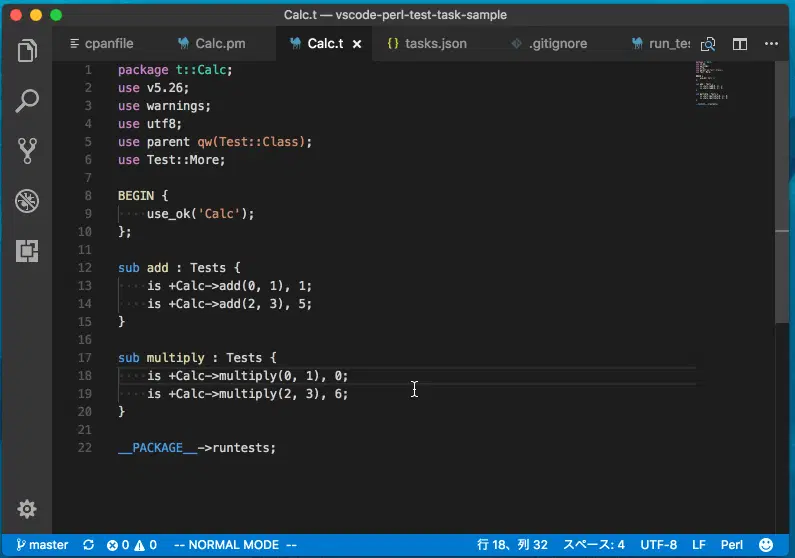 Calc.t — vscode-perl-test-task-sample
cpanfile Calc.pm Calc.t tasks.json .gitignore run_tes
1 package t::Calc;
2 use v5.26;
3 use warnings;
4 use utf8;
5 use parent qw(Test::Class);
6 use Test::More;
7
8 BEGIN {
9 use_ok('Calc');
10 };
11
12 sub add : Tests {
13 is +Calc->add(0, 1), 1;
14 is +Calc->add(2, 3), 5;
15 }
16
17 sub multiply : Tests {
18 is +Calc->multiply(0, 1), 0;
19 is +Calc->multiply(2, 3), 6;
20 }
21
22 __PACKAGE__->runtests;
master 0 0 -- NORMAL MODE -- 行 18、列 32 スペース: 4 UTF-8 LF Perl